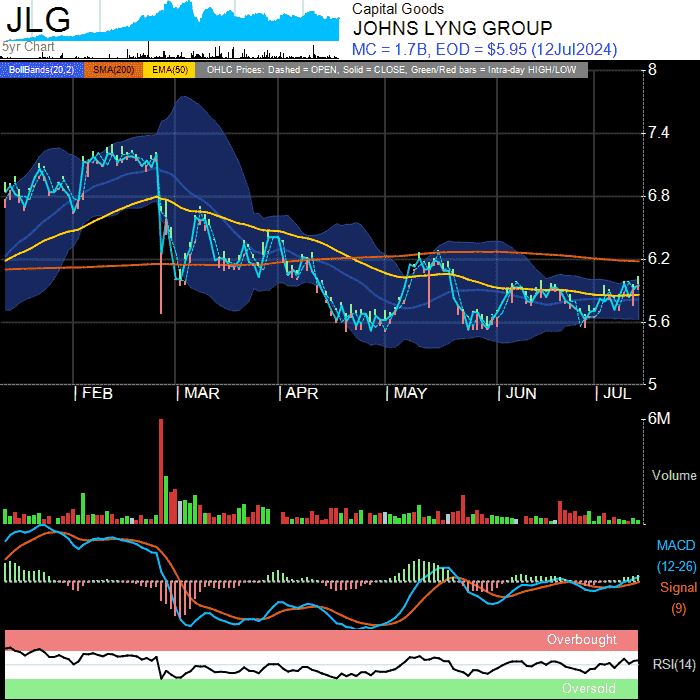 JLG
5yr Chart
Capital Goods
JOHNS LYNG GROUP
MC = 1.7B, EOD = $5.95 (12Jul2024)
BollBands(20,2) SMA(200) EMA(50) OHLC Prices: Dashed = OPEN, Solid = CLOSE, Green/Red bars = Intra-day HIGH/LOW
8
7.4
6.8
6.2
5.6
5
| FEB | MAR | APR | MAY | JUN | JUL
6M
Volume
MACD
(12-26)
Signal
(9)
Overbought
RSI(14)
Oversold